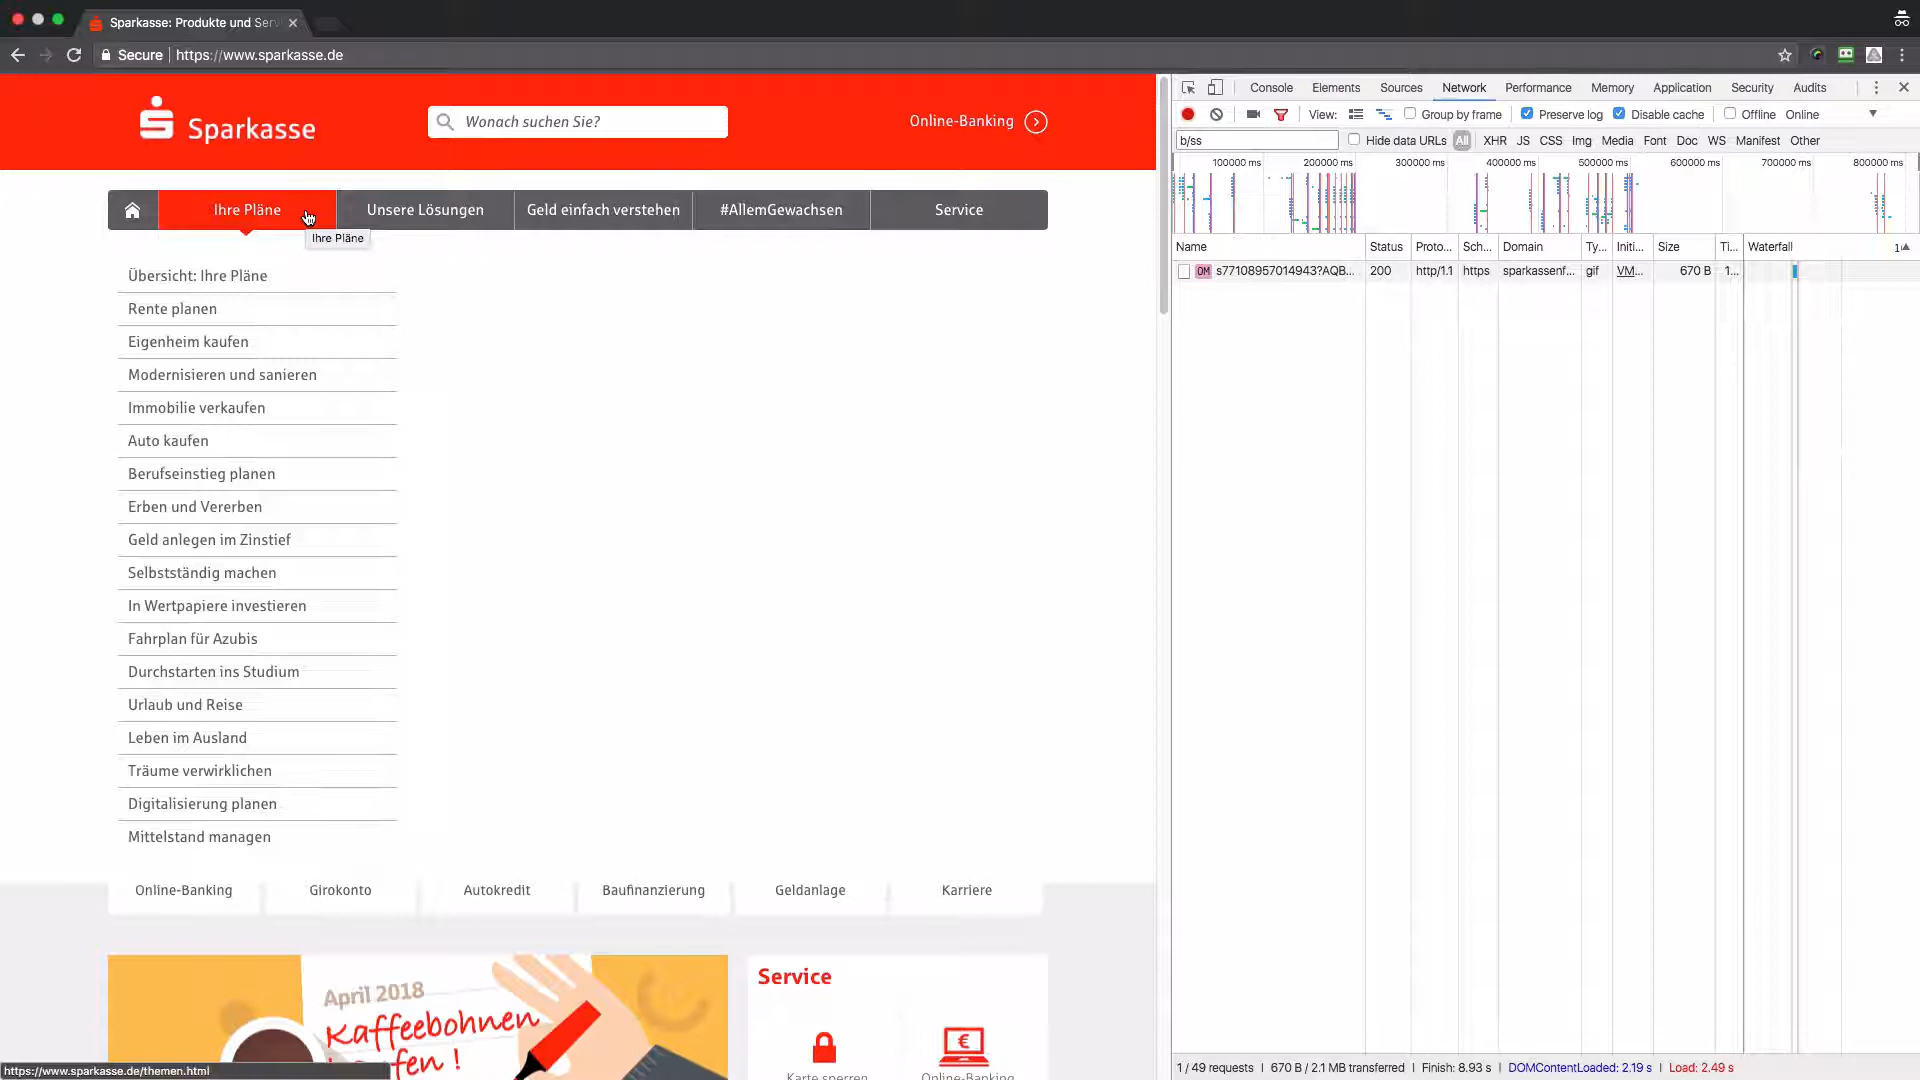 Sparkasse: Produkte und Serv
Secure https://www.sparkasse.de
Sparkasse
Wonach suchen Sie?
Online-Banking
Ihre Pläne
Unsere Lösungen
Geld einfach verstehen
#AllemGewachsen
Service
Ihre Pläne
Übersicht: Ihre Pläne
Rente planen
Eigenheim kaufen
Modernisieren und sanieren
Immobilie verkaufen
Auto kaufen
Berufseinstieg planen
Erben und Vererben
Geld anlegen im Zinstief
Selbstständig machen
In Wertpapiere investieren
Fahrplan für Azubis
Durchstarten ins Studium
Urlaub und Reise
Leben im Ausland
Träume verwirklichen
Digitalisierung planen
Mittelstand managen
Online-Banking
Girokonto
Autokredit
Baufinanzierung
Geldanlage
Karriere
April 2018
Kaffeebohnen
Service
Karte sperren
Online-Banking
https://www.sparkasse.de/themen.html
Console Elements Sources Network Performance Memory Application Security Audits
View: Group by frame Preserve log Disable cache Offline Online
b/ss Hide data URLs All XHR JS CSS Img Media Font Doc WS Manifest Other
100000 ms 200000 ms 300000 ms 400000 ms 500000 ms 600000 ms 700000 ms 800000 ms
Name Status Proto... Sch... Domain Ty... Initi... Size Ti... Waterfall 1
OM s77108957014943?AQB... 200 http/1.1 https sparkassenf... gif VM... 670 B 1...
1 / 49 requests | 670 B / 2.1 MB transferred | Finish: 8.93 s | DOMContentLoaded: 2.19 s | Load: 2.49 s